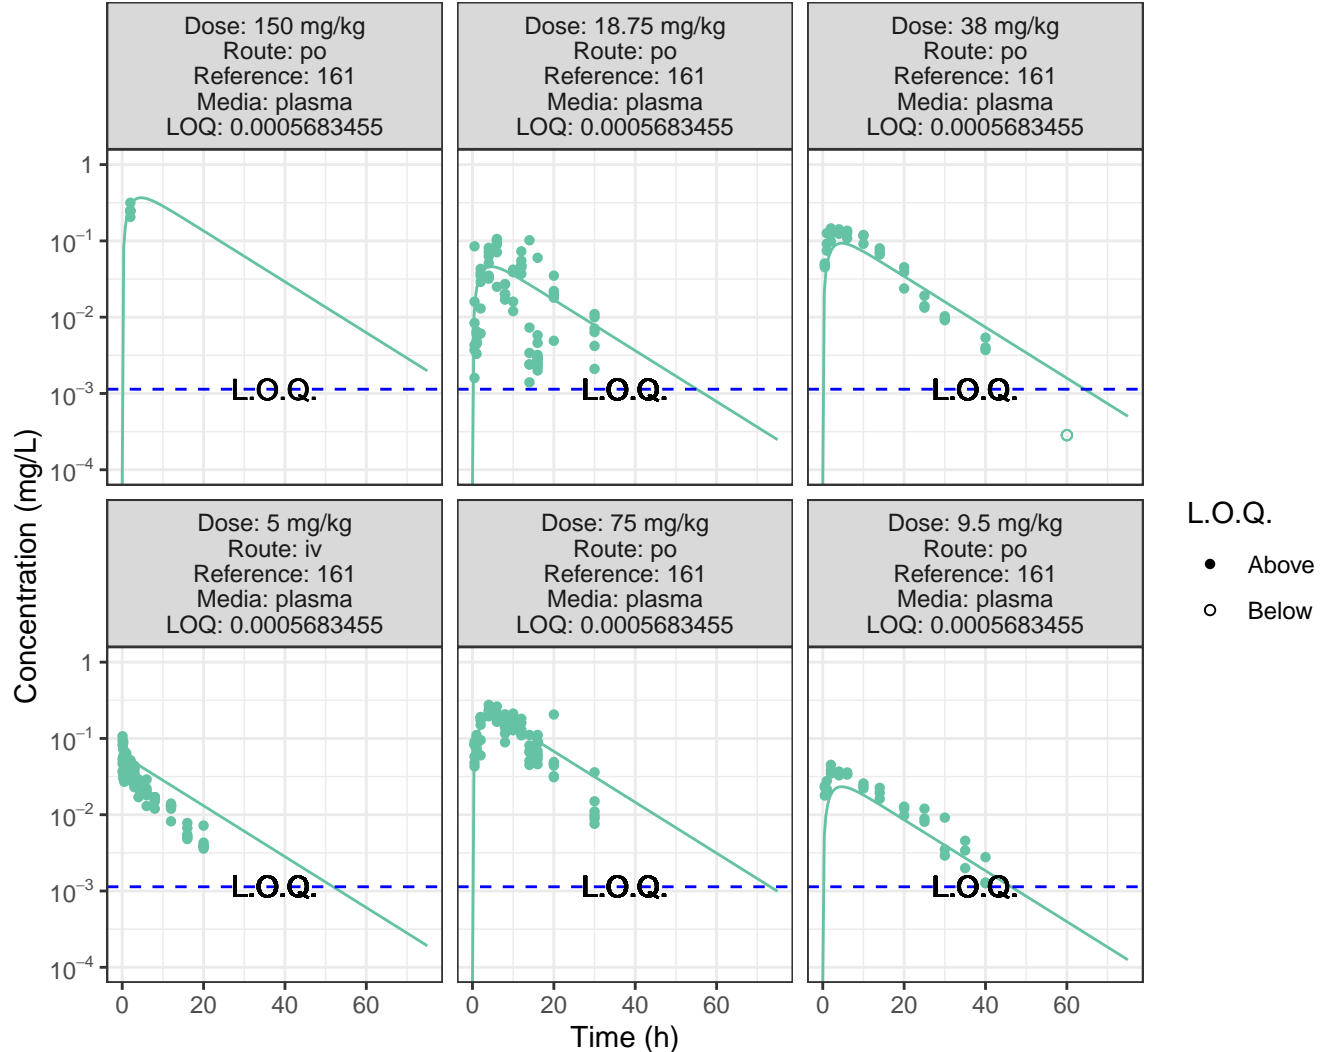 Dose: 150 mg/kg
Route: po
Reference: 161
Media: plasma
LOQ: 0.0005683455
Dose: 18.75 mg/kg
Route: po
Reference: 161
Media: plasma
LOQ: 0.0005683455
Dose: 38 mg/kg
Route: po
Reference: 161
Media: plasma
LOQ: 0.0005683455
1
10⁻¹
10⁻²
10⁻³
10⁻⁴
L.O.Q.
L.O.Q.
L.O.Q.
Dose: 5 mg/kg
Route: iv
Reference: 161
Media: plasma
LOQ: 0.0005683455
Dose: 75 mg/kg
Route: po
Reference: 161
Media: plasma
LOQ: 0.0005683455
Dose: 9.5 mg/kg
Route: po
Reference: 161
Media: plasma
LOQ: 0.0005683455
1
10⁻¹
10⁻²
10⁻³
10⁻⁴
L.O.Q.
L.O.Q.
L.O.Q.
0 20 40 60
0 20 40 60
0 20 40 60
Time (h)
Concentration (mg/L)
L.O.Q.
Above
Below